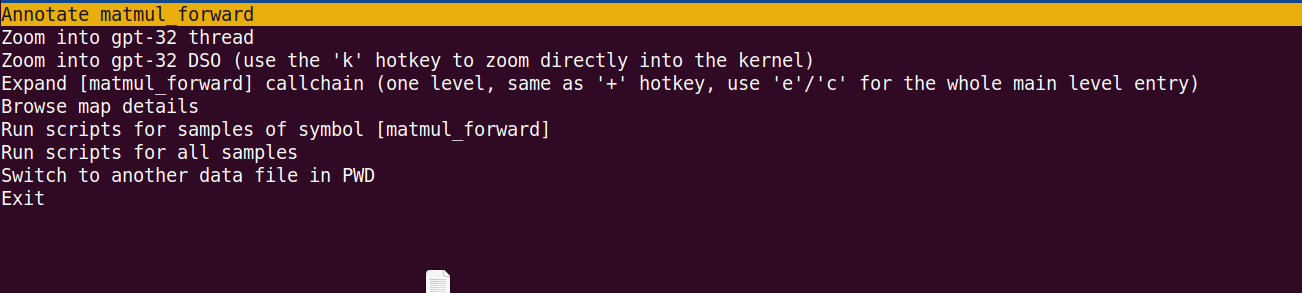 Annotate matmul_forward
Zoom into gpt-32 thread
Zoom into gpt-32 DSO (use the 'k' hotkey to zoom directly into the kernel)
Expand [matmul_forward] callchain (one level, same as '+' hotkey, use 'e'/'c' for the whole main level entry)
Browse map details
Run scripts for samples of symbol [matmul_forward]
Run scripts for all samples
Switch to another data file in PWD
Exit